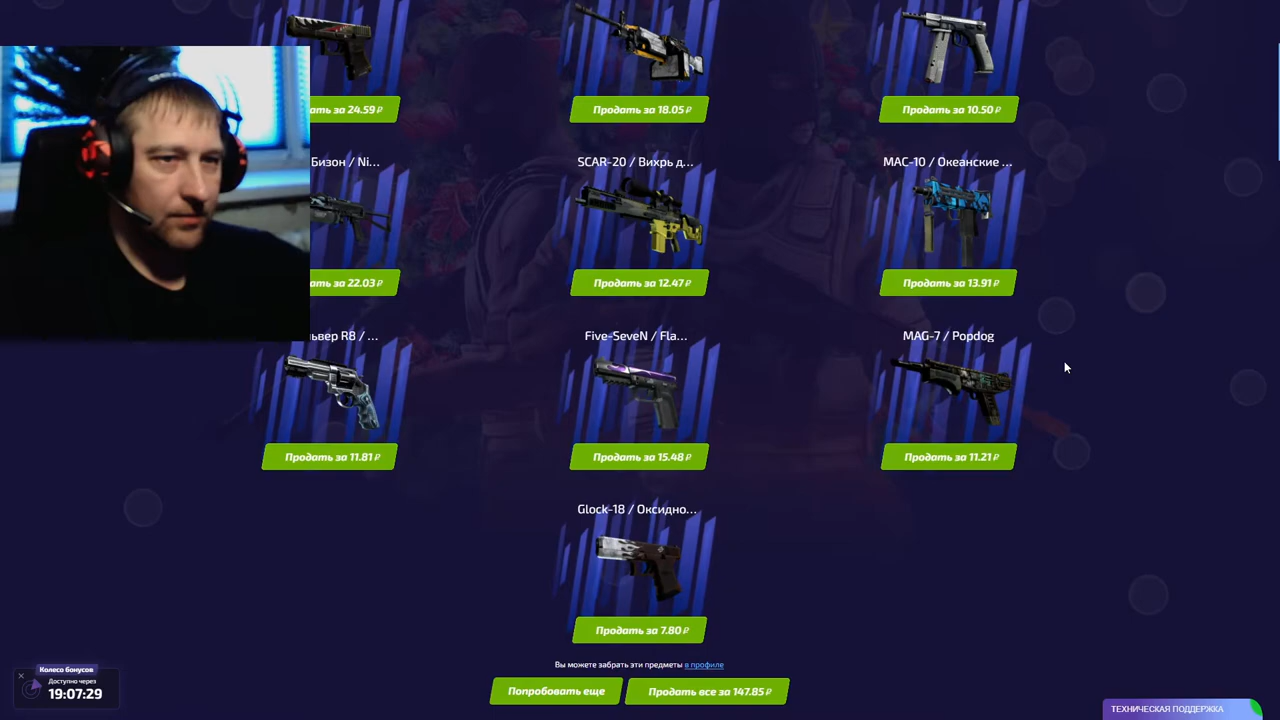 ать за 24.59 ₽
Продать за 18.05 ₽
Продать за 10.50 ₽
Бизон / Ni...
SCAR-20 / Вихрь д...
MAC-10 / Океанские ...
ать за 22.03 ₽
Продать за 12.47 ₽
Продать за 13.91 ₽
львер R8 / ...
Five-SeveN / Fla...
MAG-7 / Popdog
Продать за 11.81 ₽
Продать за 15.48 ₽
Продать за 11.21 ₽
Glock-18 / Оксидно...
Продать за 7.80 ₽
Вы можете забрать эти предметы в профиле
Попробовать еще
Продать все за 147.85 ₽
Колесо бонусов
Доступно через
19:07:29
ТЕХНИЧЕСКАЯ ПОДДЕРЖКА